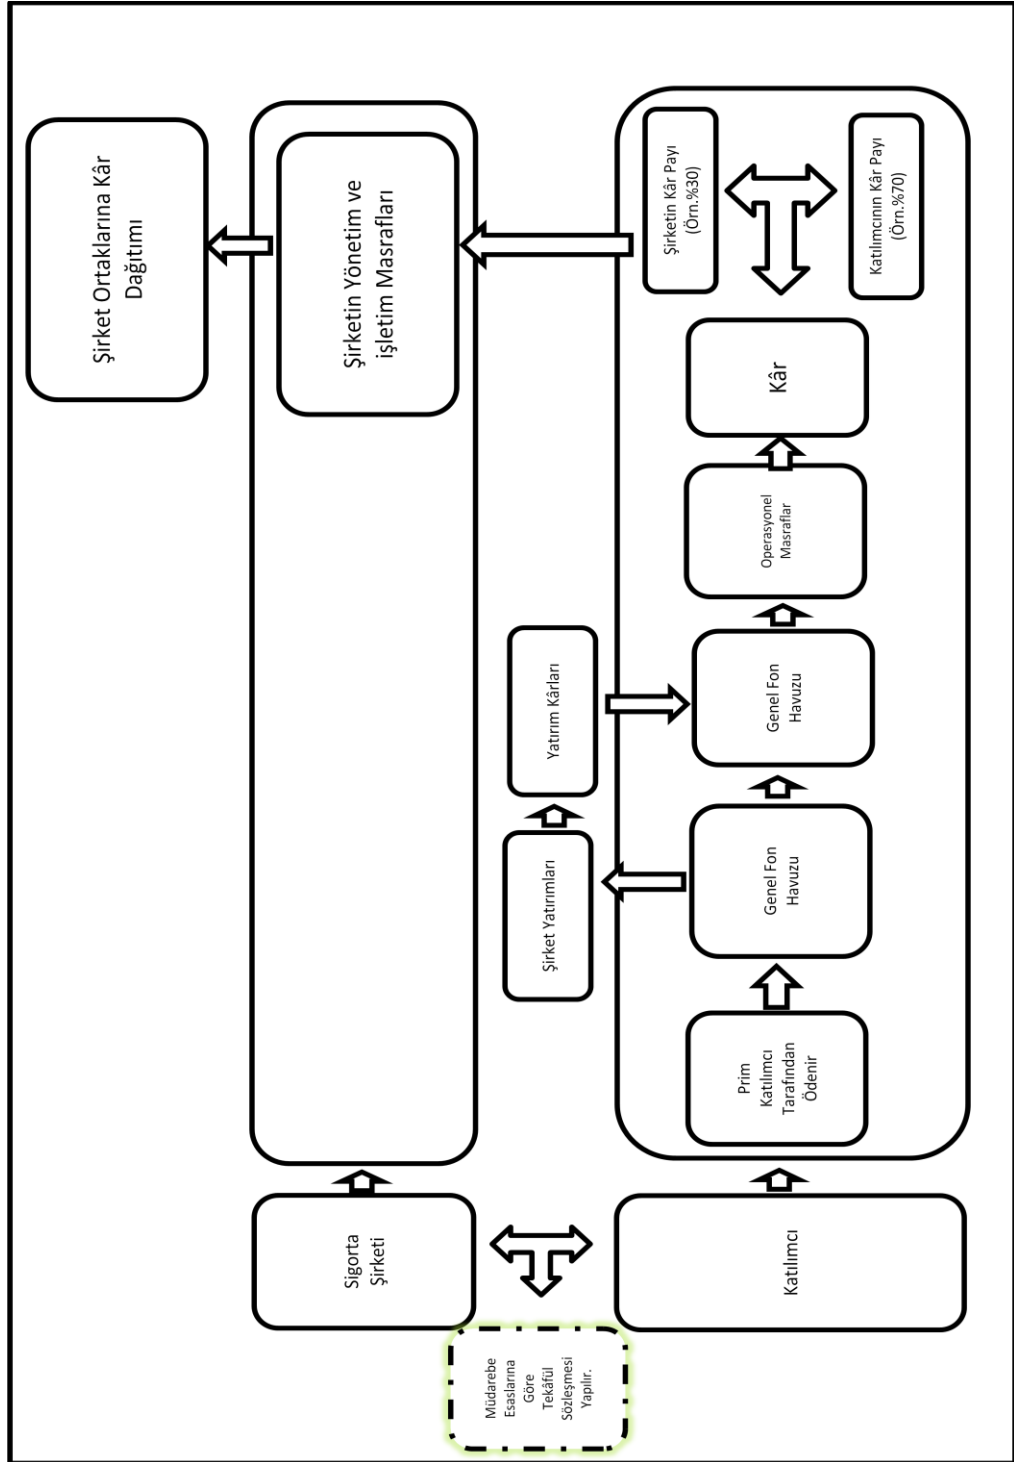 Şirket Ortaklarına Kâr
Dağıtımı
Şirketin Yönetim ve
işletim Masrafları
Sigorta
Şirketi
Müdarebe
Esaslarına
Göre
Tekâfül
Sözleşmesi
Yapılır.
Şirket Yatırımları
Yatırım Kârları
Katılımcı
Prim
Katılımcı
Tarafından
Ödenir
Genel Fon
Havuzu
Genel Fon
Havuzu
Operasyonel
Masraflar
Kâr
Şirketin Kâr Payı
(Örn.%30)
Katılımcının Kâr Payı
(Örn.%70)